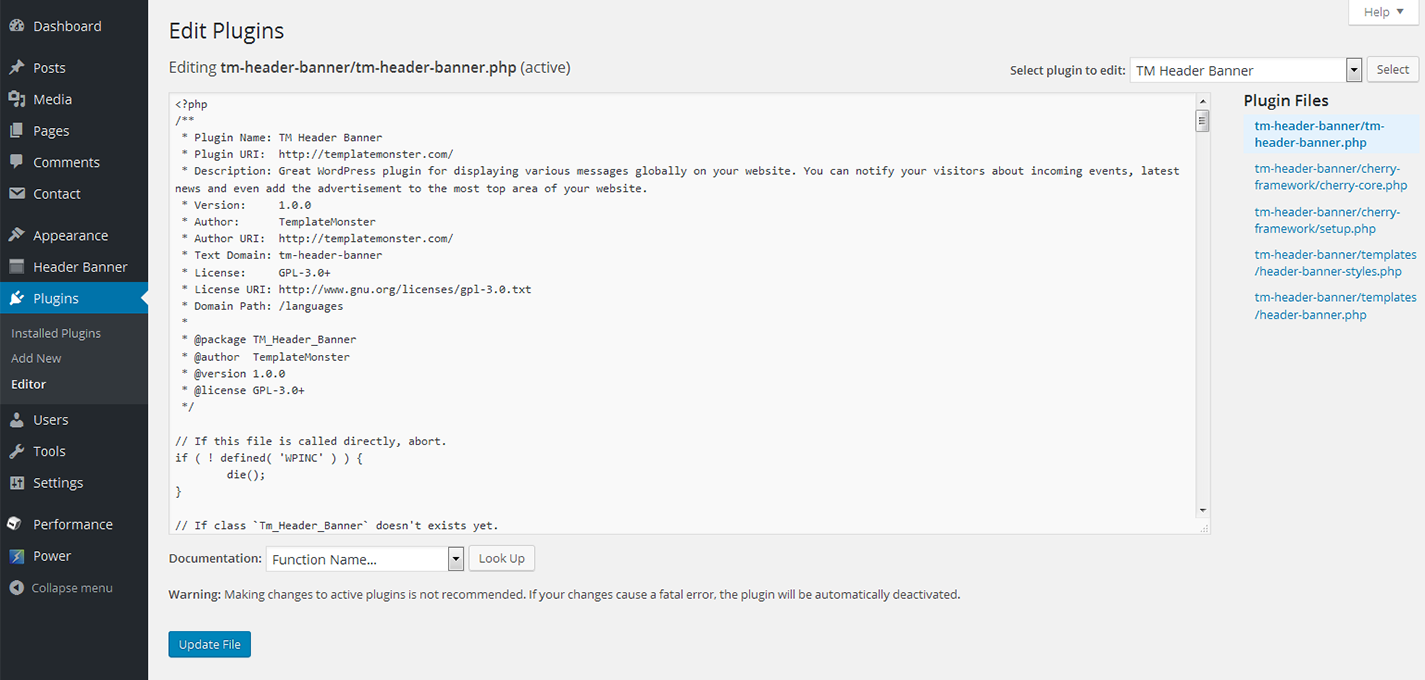 Dashboard
Posts
Media
Pages
Comments
Contact
Appearance
Header Banner
Plugins
Installed Plugins
Add New
Editor
Users
Tools
Settings
Performance
Power
Collapse menu
Help
Edit Plugins
Editing tm-header-banner/tm-header-banner.php (active)
Select plugin to edit: TM Header Banner Select
<?php
/**
 * Plugin Name: TM Header Banner
 * Plugin URI:  http://templatemonster.com/
 * Description: Great WordPress plugin for displaying various messages globally on your website. You can notify your visitors about incoming events, latest
news and even add the advertisement to the most top area of your website.
 * Version:     1.0.0
 * Author:      TemplateMonster
 * Author URI:  http://templatemonster.com/
 * Text Domain: tm-header-banner
 * License:     GPL-3.0+
 * License URI: http://www.gnu.org/licenses/gpl-3.0.txt
 * Domain Path: /languages
 *
 * @package TM_Header_Banner
 * @author  TemplateMonster
 * @version 1.0.0
 * @license GPL-3.0+
 */
// If this file is called directly, abort.
if ( ! defined( 'WPINC' ) ) {
        die();
}
// If class `Tm_Header_Banner` doesn't exists yet.
Plugin Files
tm-header-banner/tm-
header-banner.php
tm-header-banner/cherry-
framework/cherry-core.php
tm-header-banner/cherry-
framework/setup.php
tm-header-banner/templates
/header-banner-styles.php
tm-header-banner/templates
/header-banner.php
Documentation: Function Name... Look Up
Warning: Making changes to active plugins is not recommended. If your changes cause a fatal error, the plugin will be automatically deactivated.
Update File